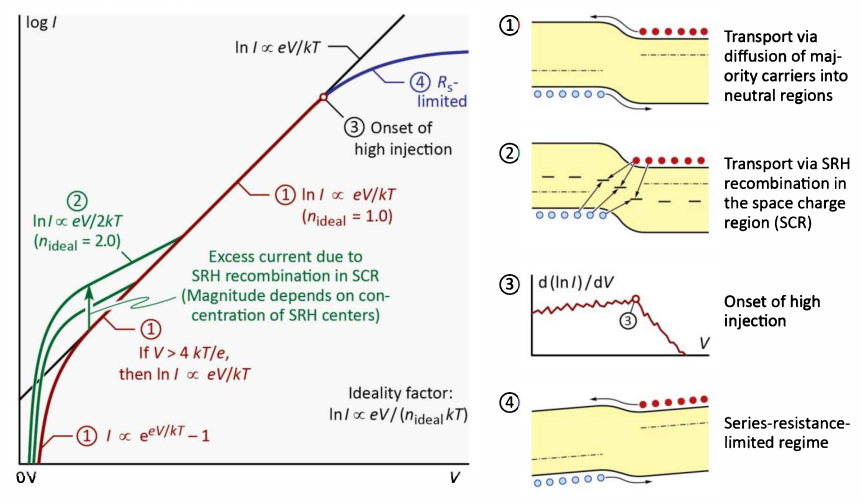 log I
ln I ∝ eV/kT
④ Rs-
limited
③ Onset of
high injection
① ln I ∝ eV/kT
(nideal = 1.0)
②
ln I ∝ eV/2kT
(nideal = 2.0)
Excess current due to
SRH recombination in SCR
(Magnitude depends on con-
centration of SRH centers)
①
If V > 4 kT/e,
then ln I ∝ eV/kT
Ideality factor:
ln I ∝ eV/(nideal kT)
① I ∝ e^eV/kT – 1
0V
V
①
Transport via
diffusion of maj-
ority carriers into
neutral regions
②
Transport via SRH
recombination in
the space charge
region (SCR)
③
d(ln I)/dV
③
V
Onset of high
injection
④
Series-resistance-
limited regime